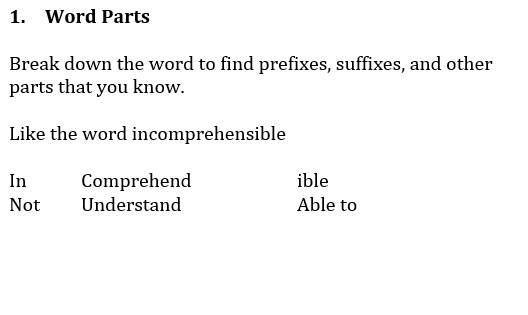 1. Word Parts
Break down the word to find prefixes, suffixes, and other
parts that you know.
Like the word incomprehensible
In Comprehend ible
Not Understand Able to